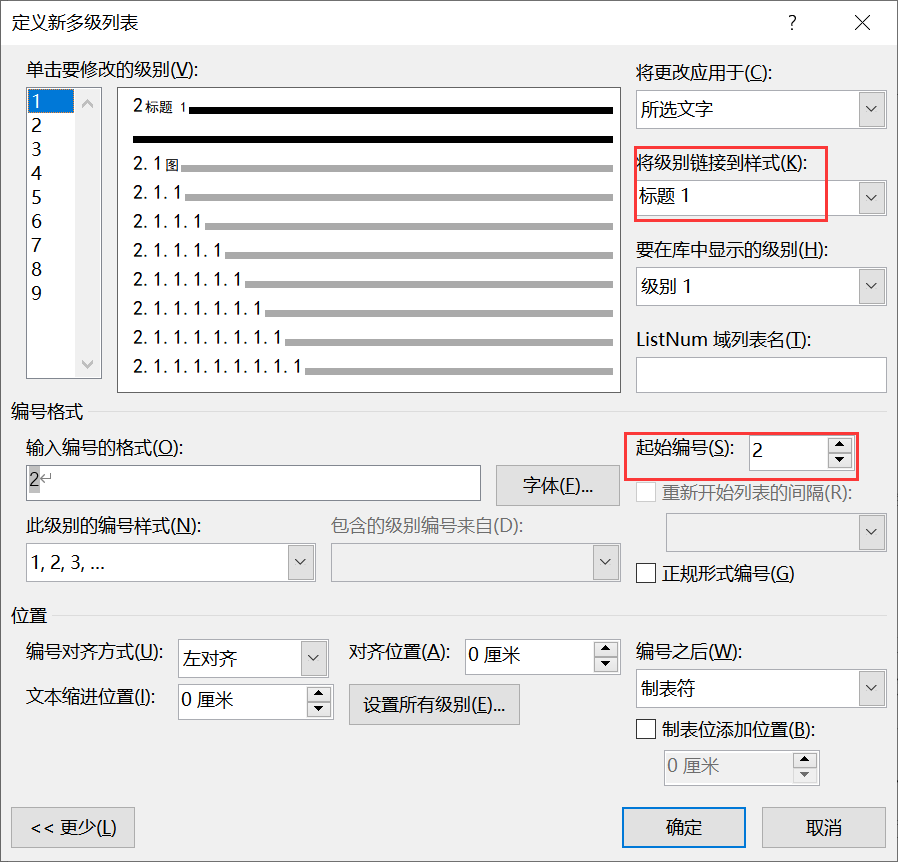 定义新多级列表 ?
单击要修改的级别(V):
1
2
3
4
5
6
7
8
9
2标题 1
2.1图
2.1.1
2.1.1.1
2.1.1.1.1
2.1.1.1.1.1
2.1.1.1.1.1.1
2.1.1.1.1.1.1.1
2.1.1.1.1.1.1.1.1
将更改应用于(C):
所选文字
将级别链接到样式(K):
标题 1
要在库中显示的级别(H):
级别 1
ListNum 域列表名(T):
编号格式
输入编号的格式(O):
2↵
字体(F)...
起始编号(S): 2
重新开始列表的间隔(R):
此级别的编号样式(N):
1, 2, 3, ...
包含的级别编号来自(D):
正规形式编号(G)
位置
编号对齐方式(U): 左对齐
对齐位置(A): 0 厘米
文本缩进位置(I): 0 厘米
设置所有级别(E)...
编号之后(W):
制表符
制表位添加位置(B):
0 厘米
<< 更少(L)
确定
取消